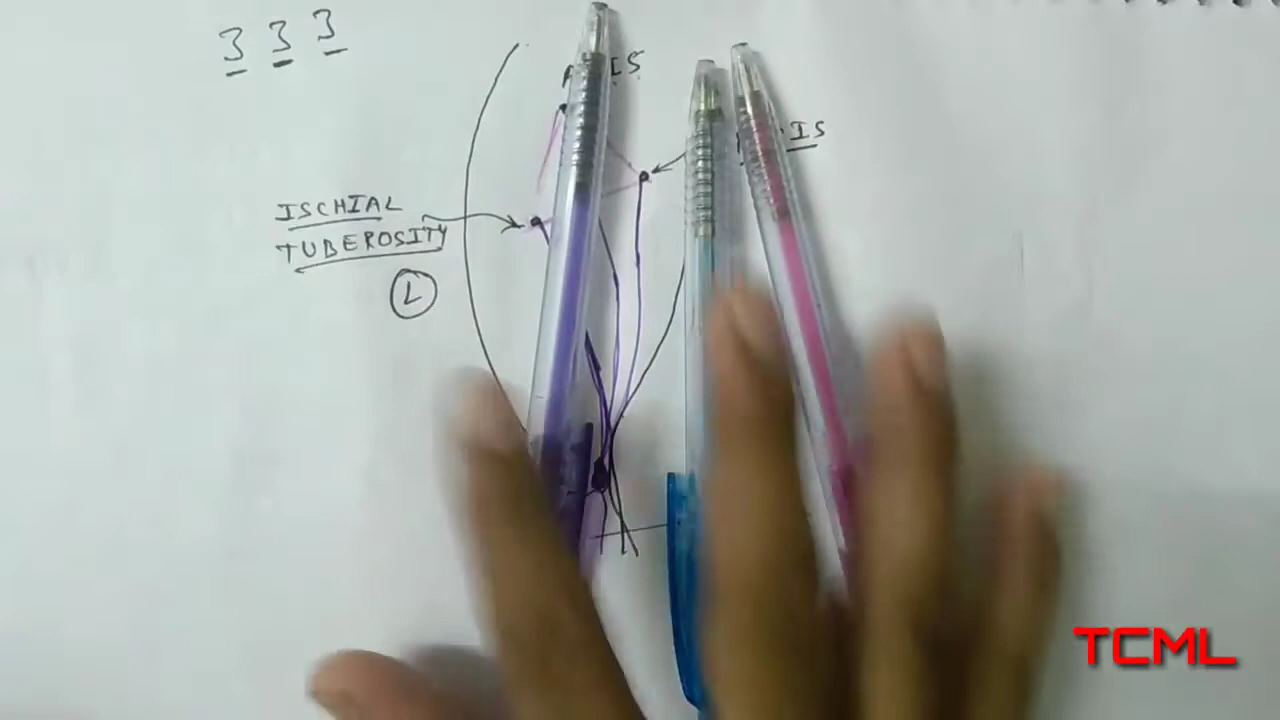 3 3 3
ISCHIAL
TUBEROSITY
L
TCML